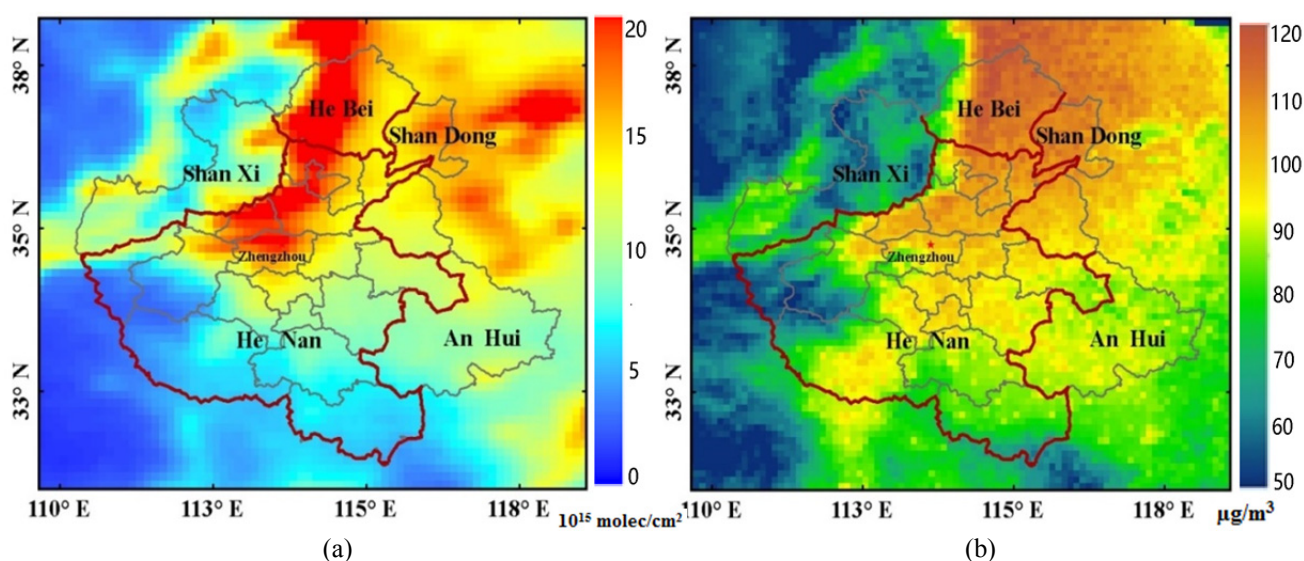 38° N
35° N
33° N
110° E
113° E
115° E
118° E
He Bei
Shan Dong
Shan Xi
Zhengzhou
He Nan
An Hui
20
15
10
5
0
10¹⁵ molec/cm²
(a)
38° N
35° N
33° N
110° E
113° E
115° E
118° E
He Bei
Shan Dong
Shan Xi
Zhengzhou
He Nan
An Hui
120
110
100
90
80
70
60
50
µg/m³
(b)